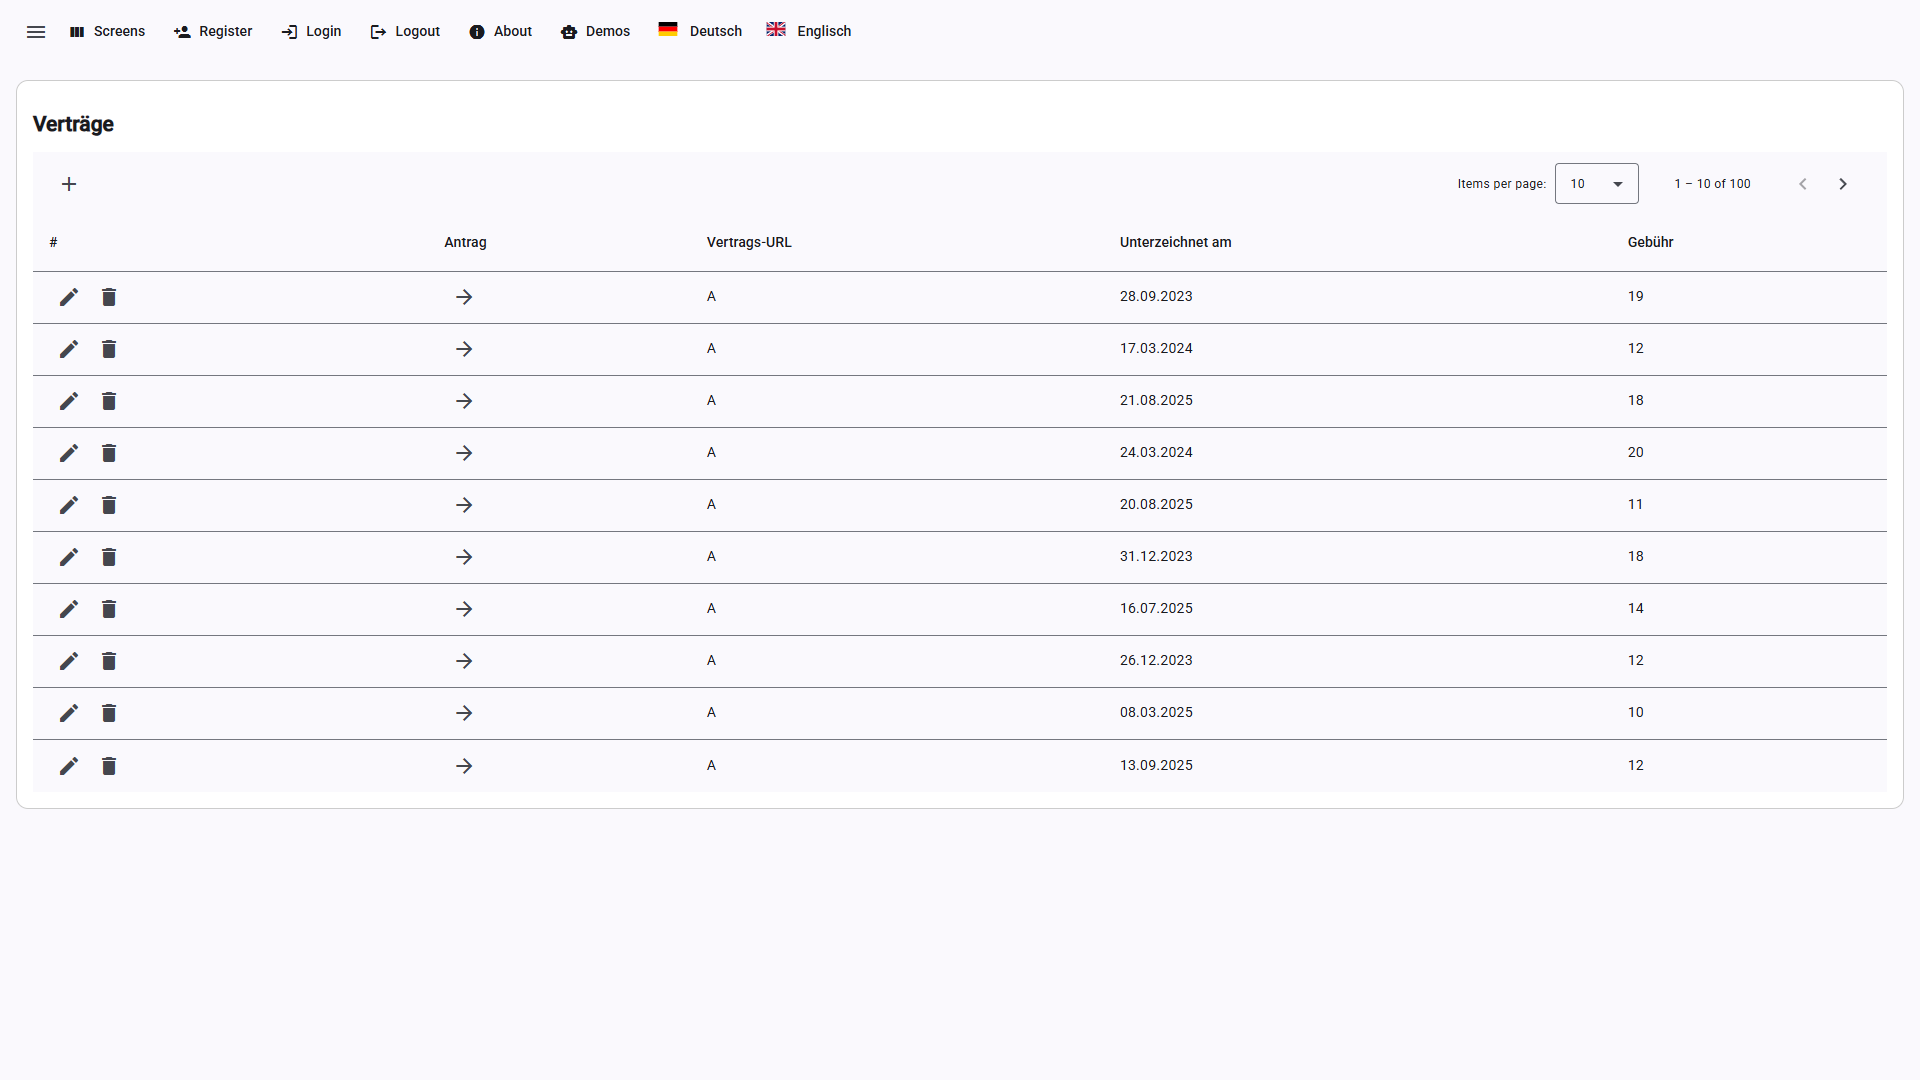 Screens Register Login Logout About Demos Deutsch Englisch
Verträge
Items per page: 10 1 – 10 of 100
# Antrag Vertrags-URL Unterzeichnet am Gebühr
A 28.09.2023 19
A 17.03.2024 12
A 21.08.2025 18
A 24.03.2024 20
A 20.08.2025 11
A 31.12.2023 18
A 16.07.2025 14
A 26.12.2023 12
A 08.03.2025 10
A 13.09.2025 12